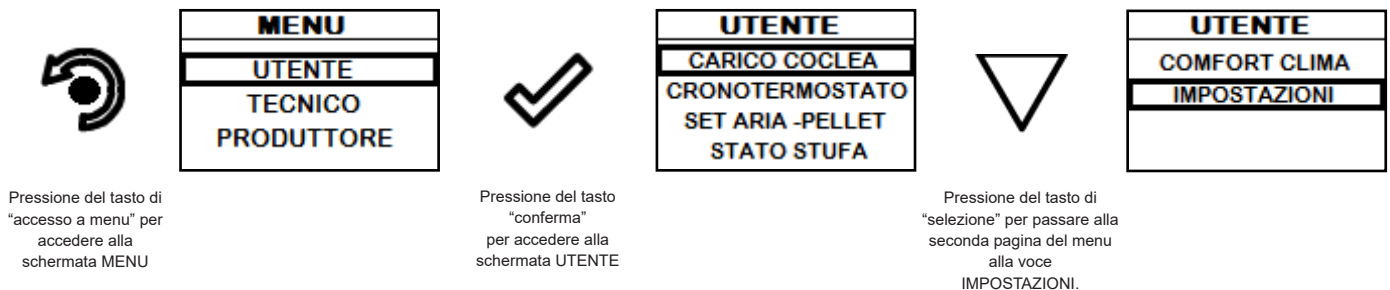 MENU
UTENTE
TECNICO
PRODUTTORE
UTENTE
CARICO COCLEA
CRONOTERMOSTATO
SET ARIA -PELLET
STATO STUFA
UTENTE
COMFORT CLIMA
IMPOSTAZIONI
Pressione del tasto di
“accesso a menu” per
accedere alla
schermata MENU
Pressione del tasto
“conferma”
per accedere alla
schermata UTENTE
Pressione del tasto di
“selezione” per passare alla
seconda pagina del menu
alla voce
IMPOSTAZIONI.